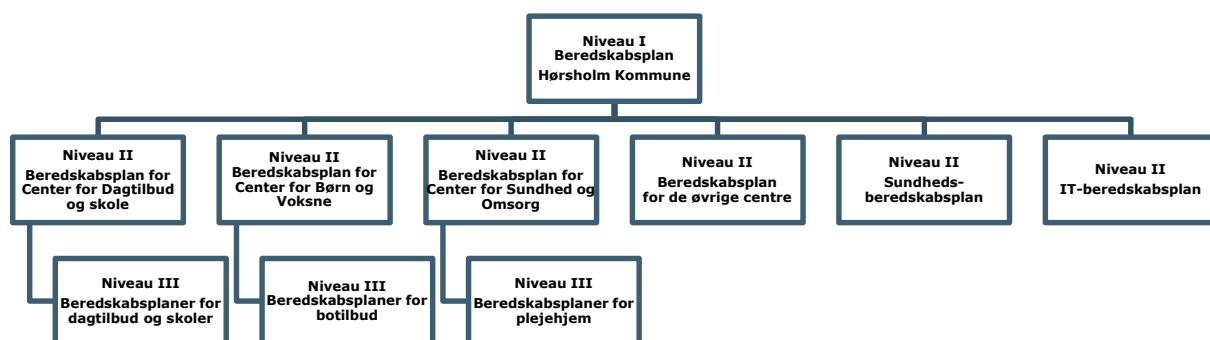 Niveau I
Beredskabsplan
Hørsholm Kommune
Niveau II
Beredskabsplan for
Center for Dagtilbud
og skole
Niveau II
Beredskabsplan for
Center for Børn og
Voksne
Niveau II
Beredskabsplan for
Center for Sundhed og
Omsorg
Niveau II
Beredskabsplan
for de øvrige centre
Niveau II
Sundheds-
beredskabsplan
Niveau II
IT-beredskabsplan
Niveau III
Beredskabsplaner for
dagtilbud og skoler
Niveau III
Beredskabsplaner for
botilbud
Niveau III
Beredskabsplaner for
plejehjem